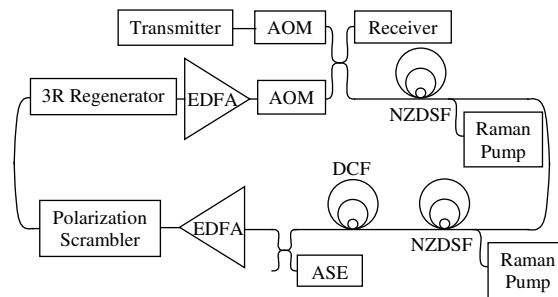 Transmitter
AOM
Receiver
3R Regenerator
EDFA
AOM
NZDSF
Raman
Pump
DCF
Polarization
Scrambler
EDFA
NZDSF
ASE
Raman
Pump